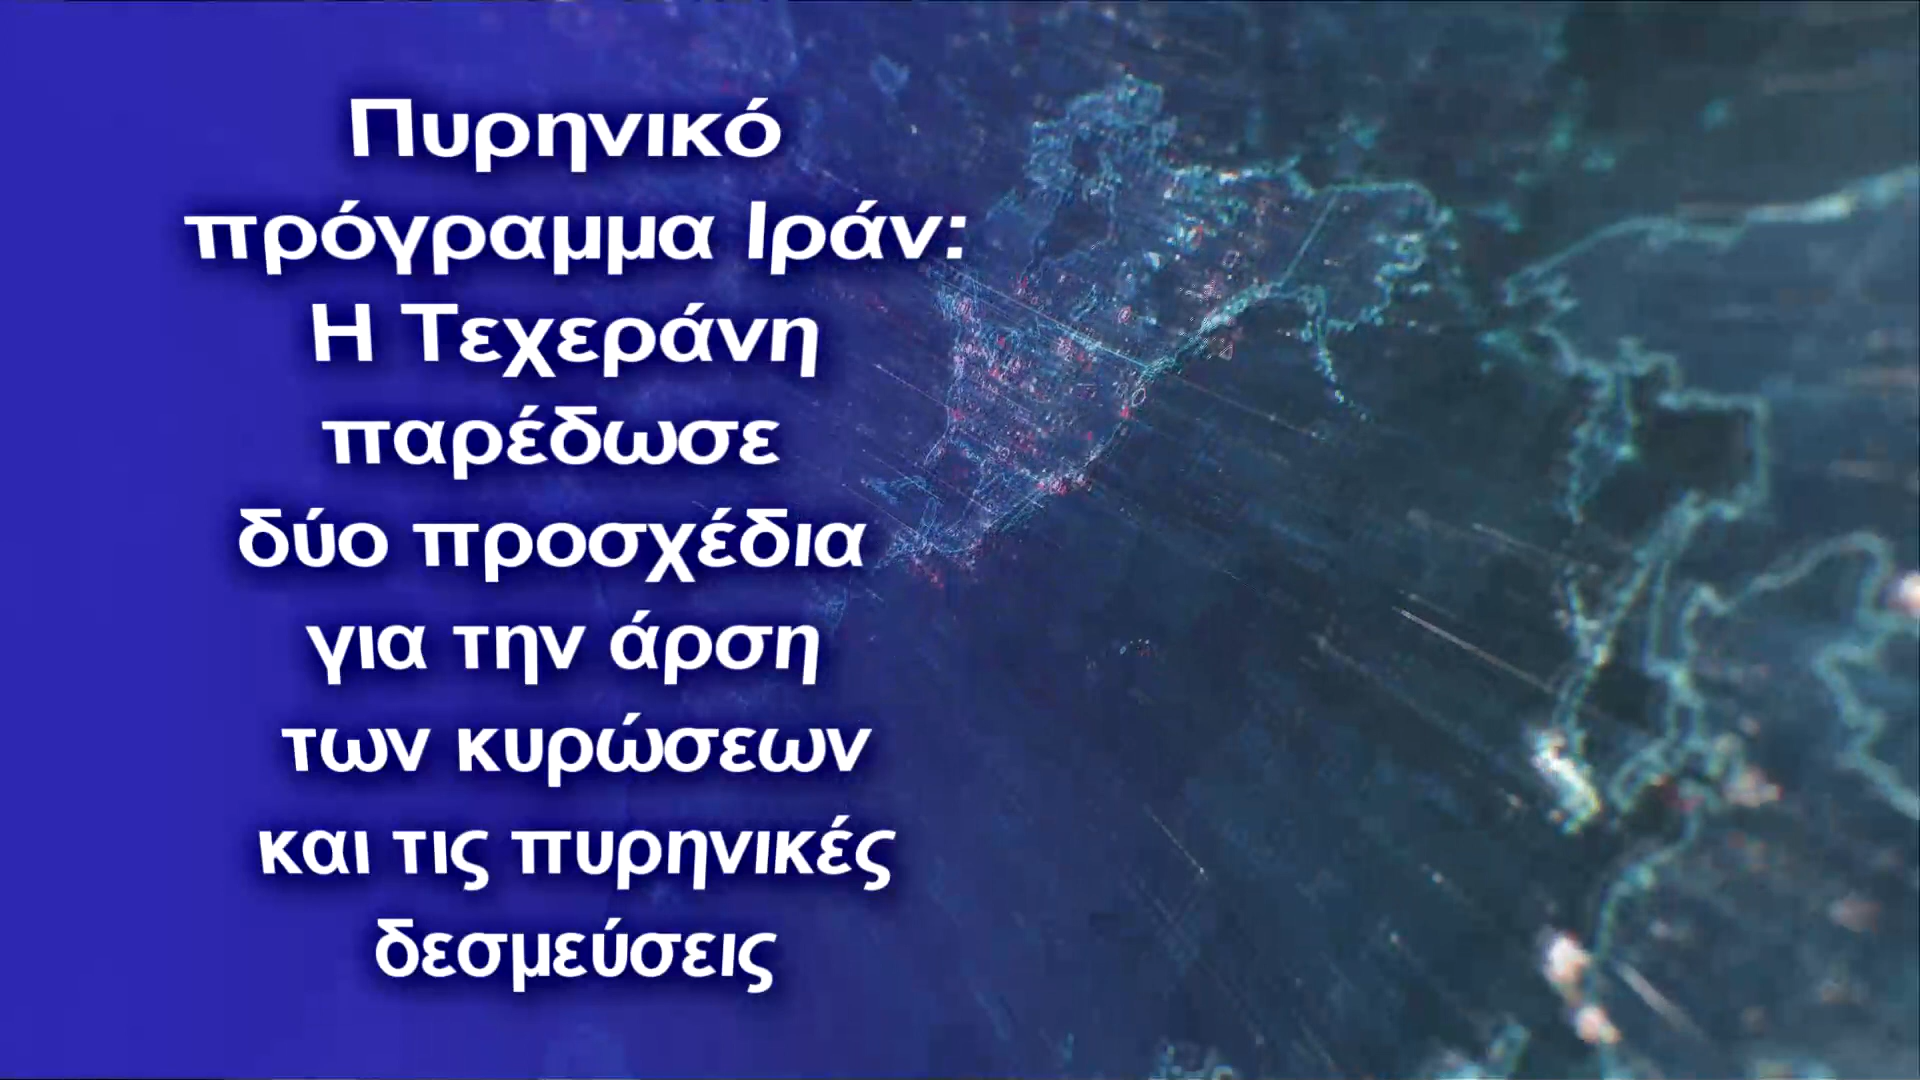 Πυρηνικό
πρόγραμμα Ιράν:
Η Τεχεράνη
παρέδωσε
δύο προσχέδια
για την άρση
των κυρώσεων
και τις πυρηνικές
δεσμεύσεις